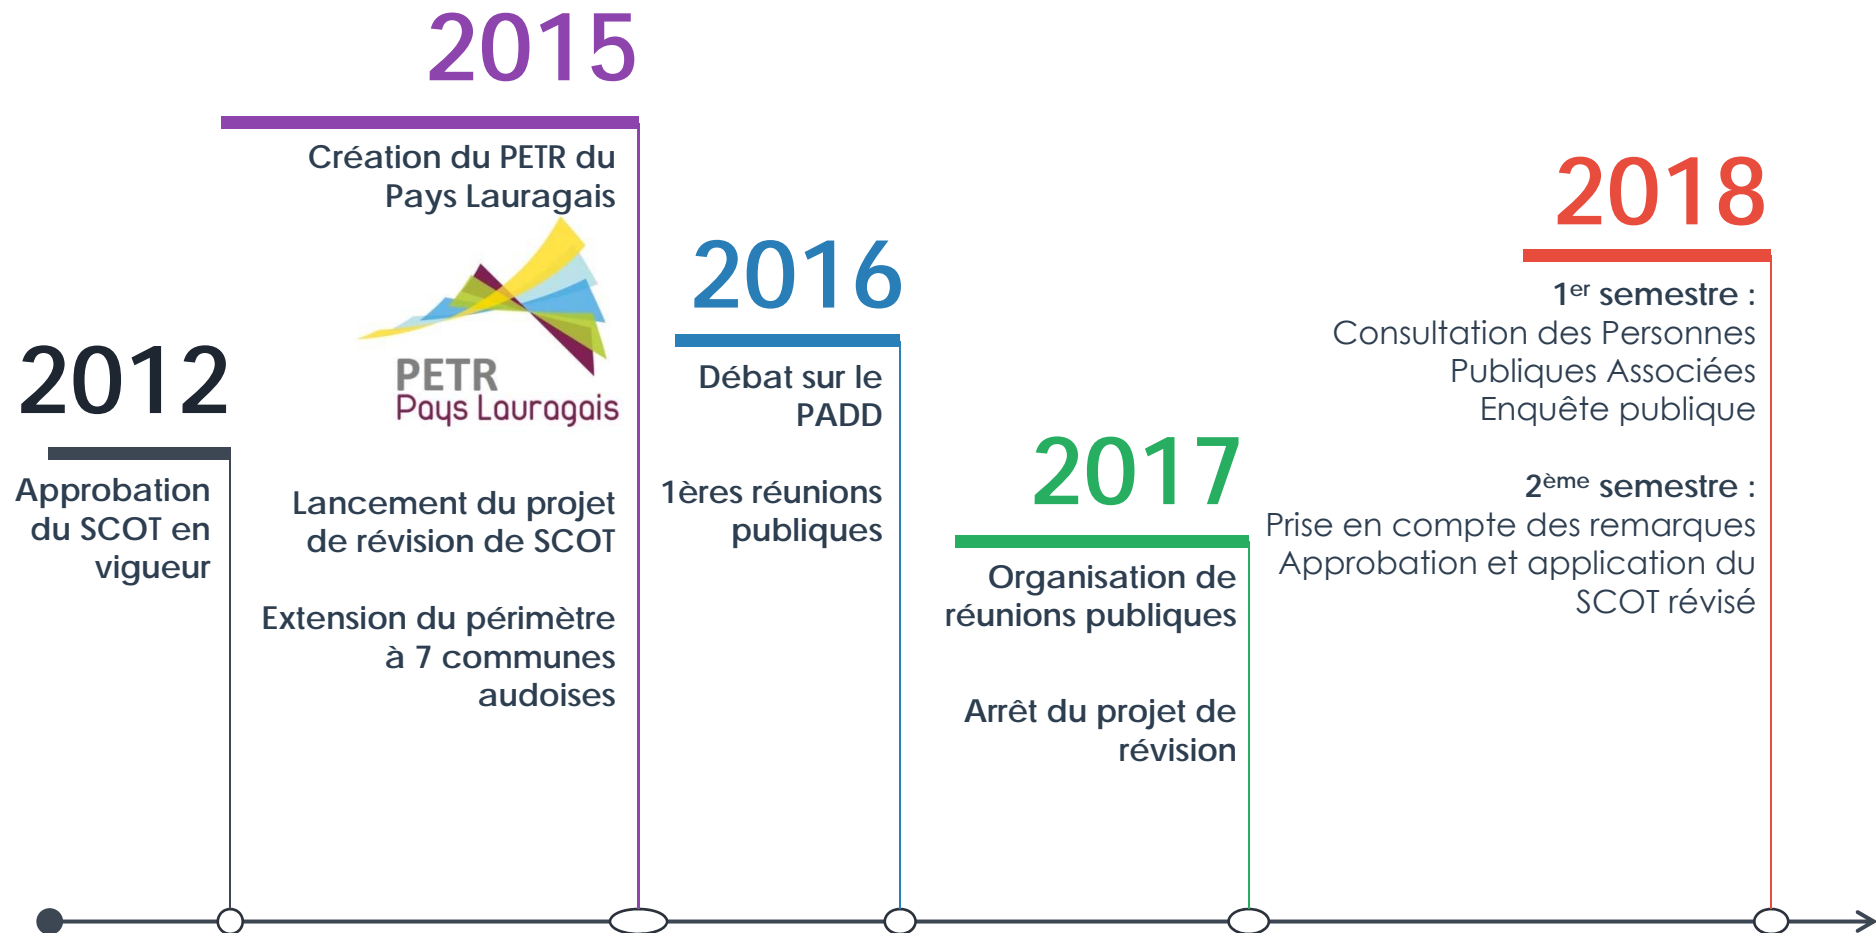 2012
Approbation
du SCOT en
vigueur
2015
Création du PETR du
Pays Lauragais
PETR
Pays Lauragais
Lancement du projet
de révision de SCOT
Extension du périmètre
à 7 communes
audoises
2016
Débat sur le
PADD
1ères réunions
publiques
2017
Organisation de
réunions publiques
Arrêt du projet de
révision
2018
1er semestre :
Consultation des Personnes
Publiques Associées
Enquête publique
2ème semestre :
Prise en compte des remarques
Approbation et application du
SCOT révisé